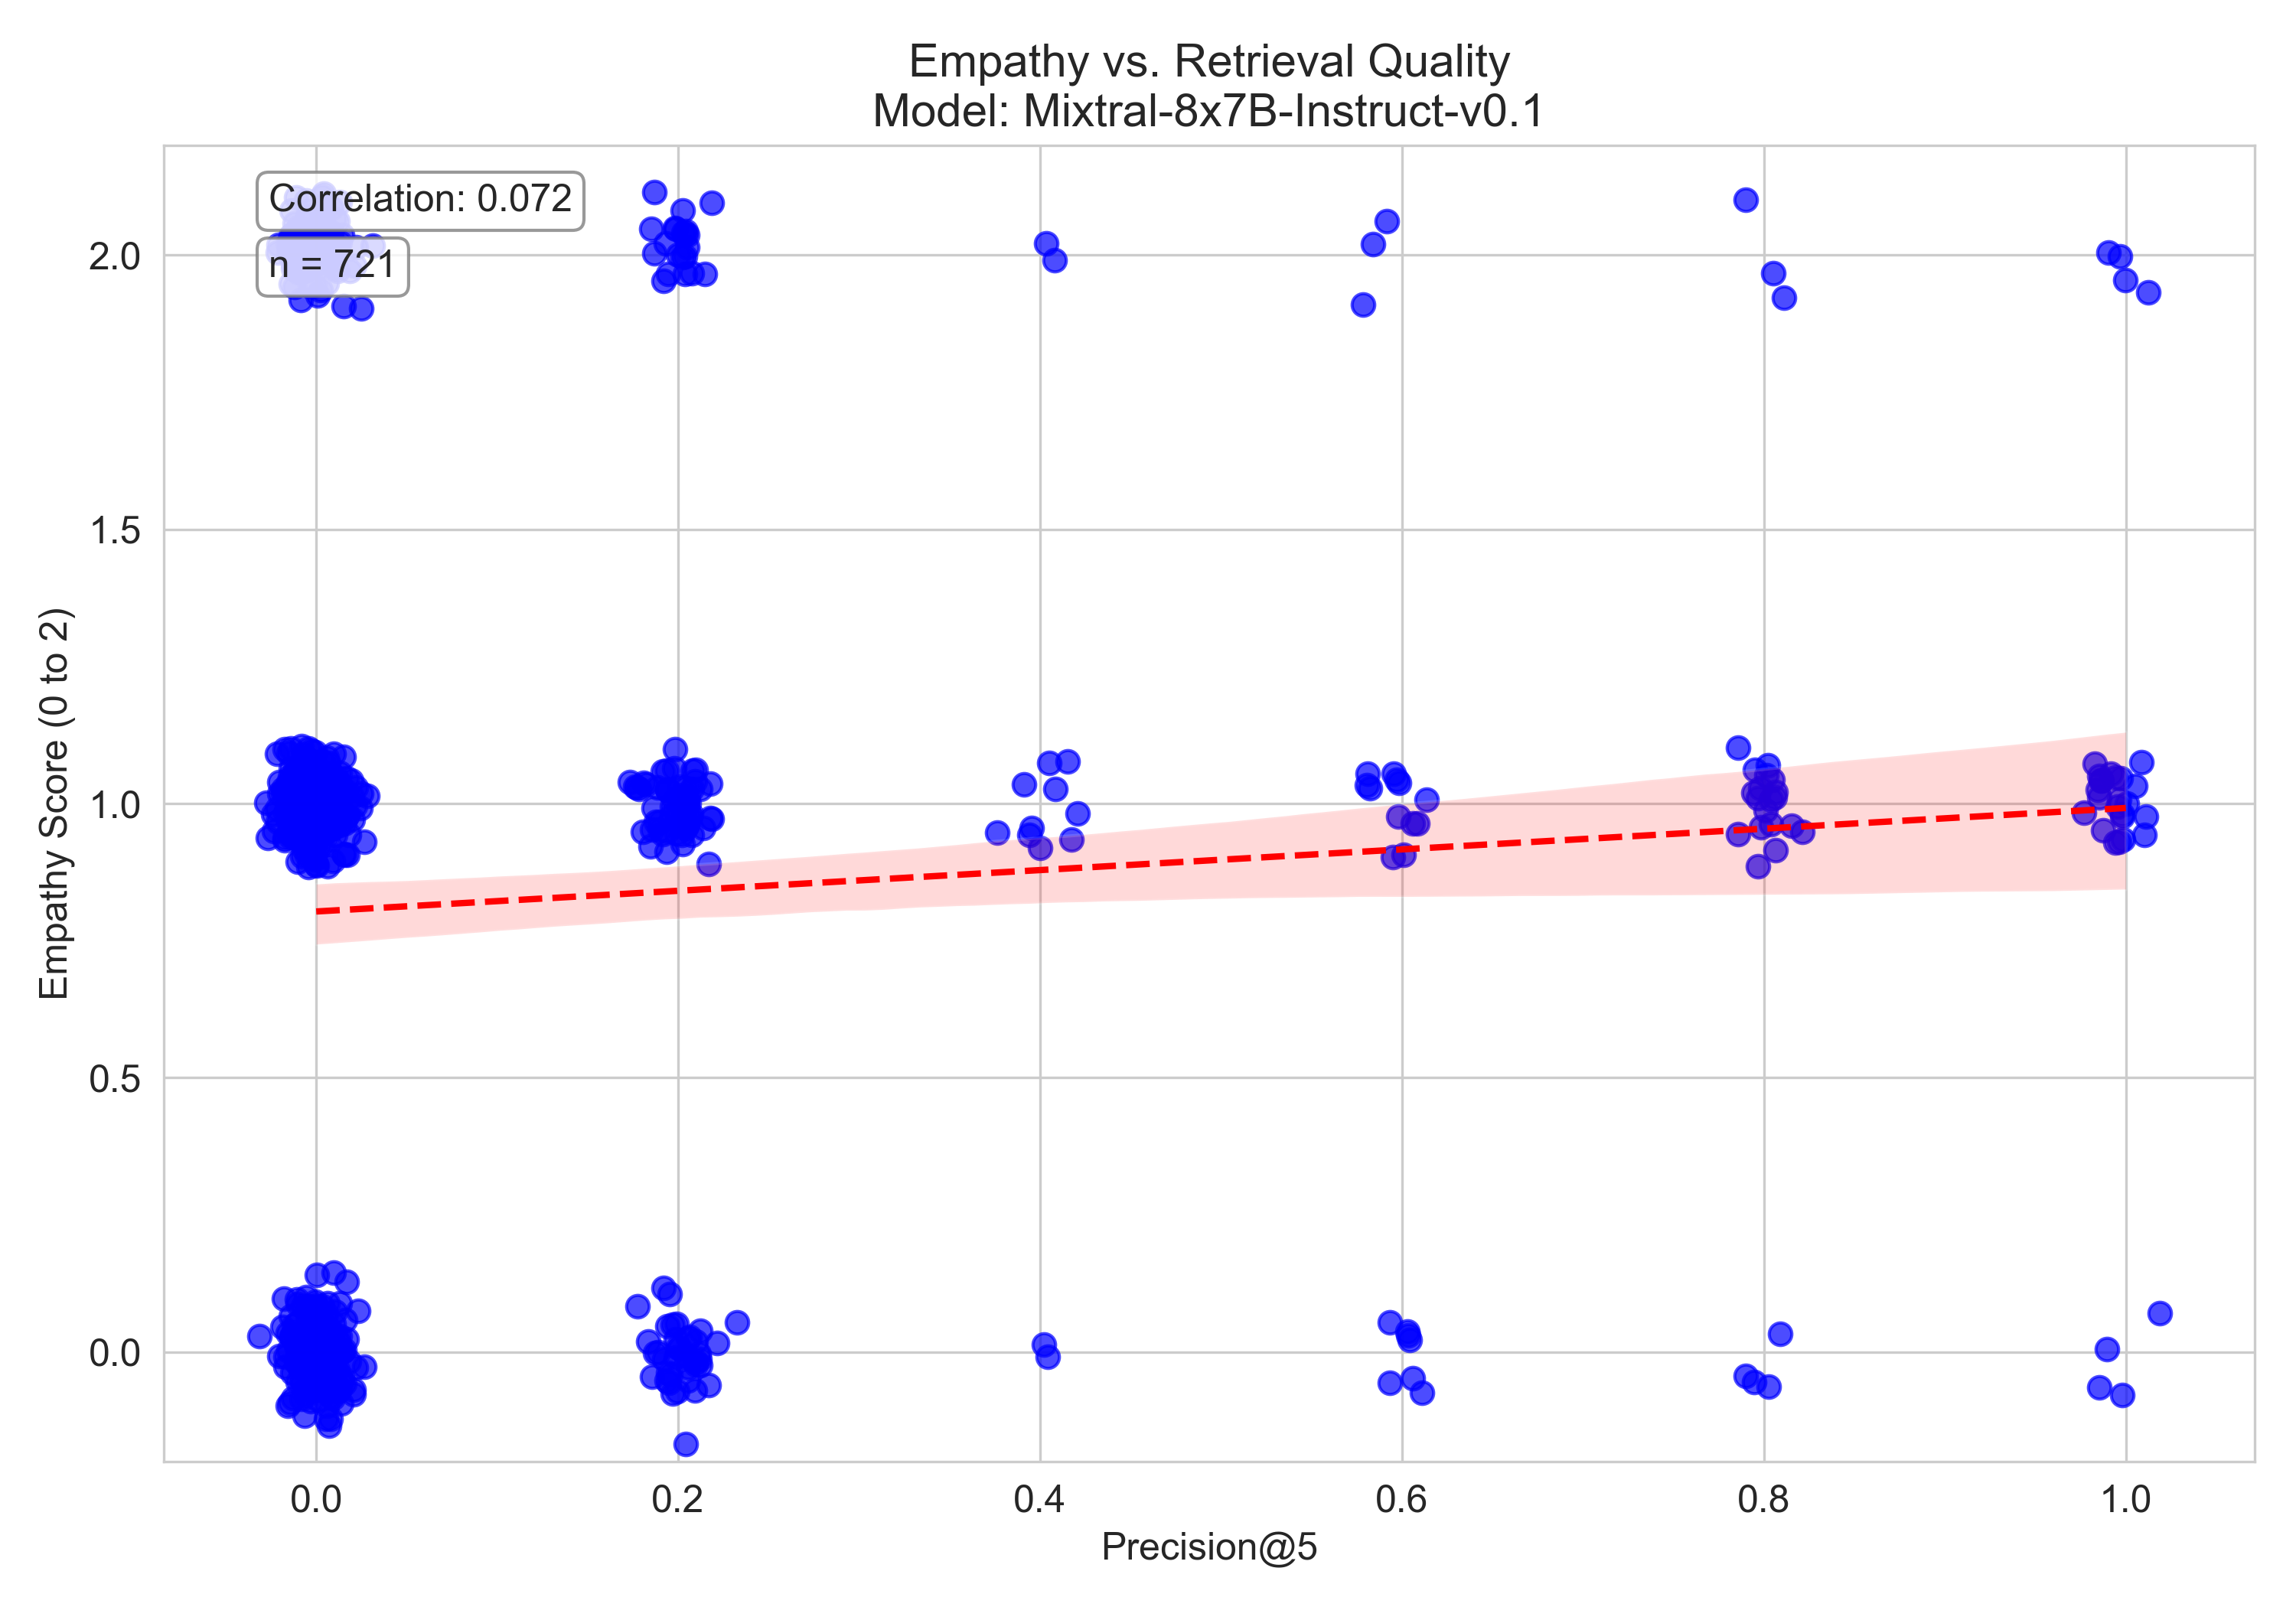 Empathy vs. Retrieval Quality
Model: Mixtral-8x7B-Instruct-v0.1
Correlation: 0.072
n = 721
Empathy Score (0 to 2)
2.0
1.5
1.0
0.5
0.0
0.0 0.2 0.4 0.6 0.8 1.0
Precision@5